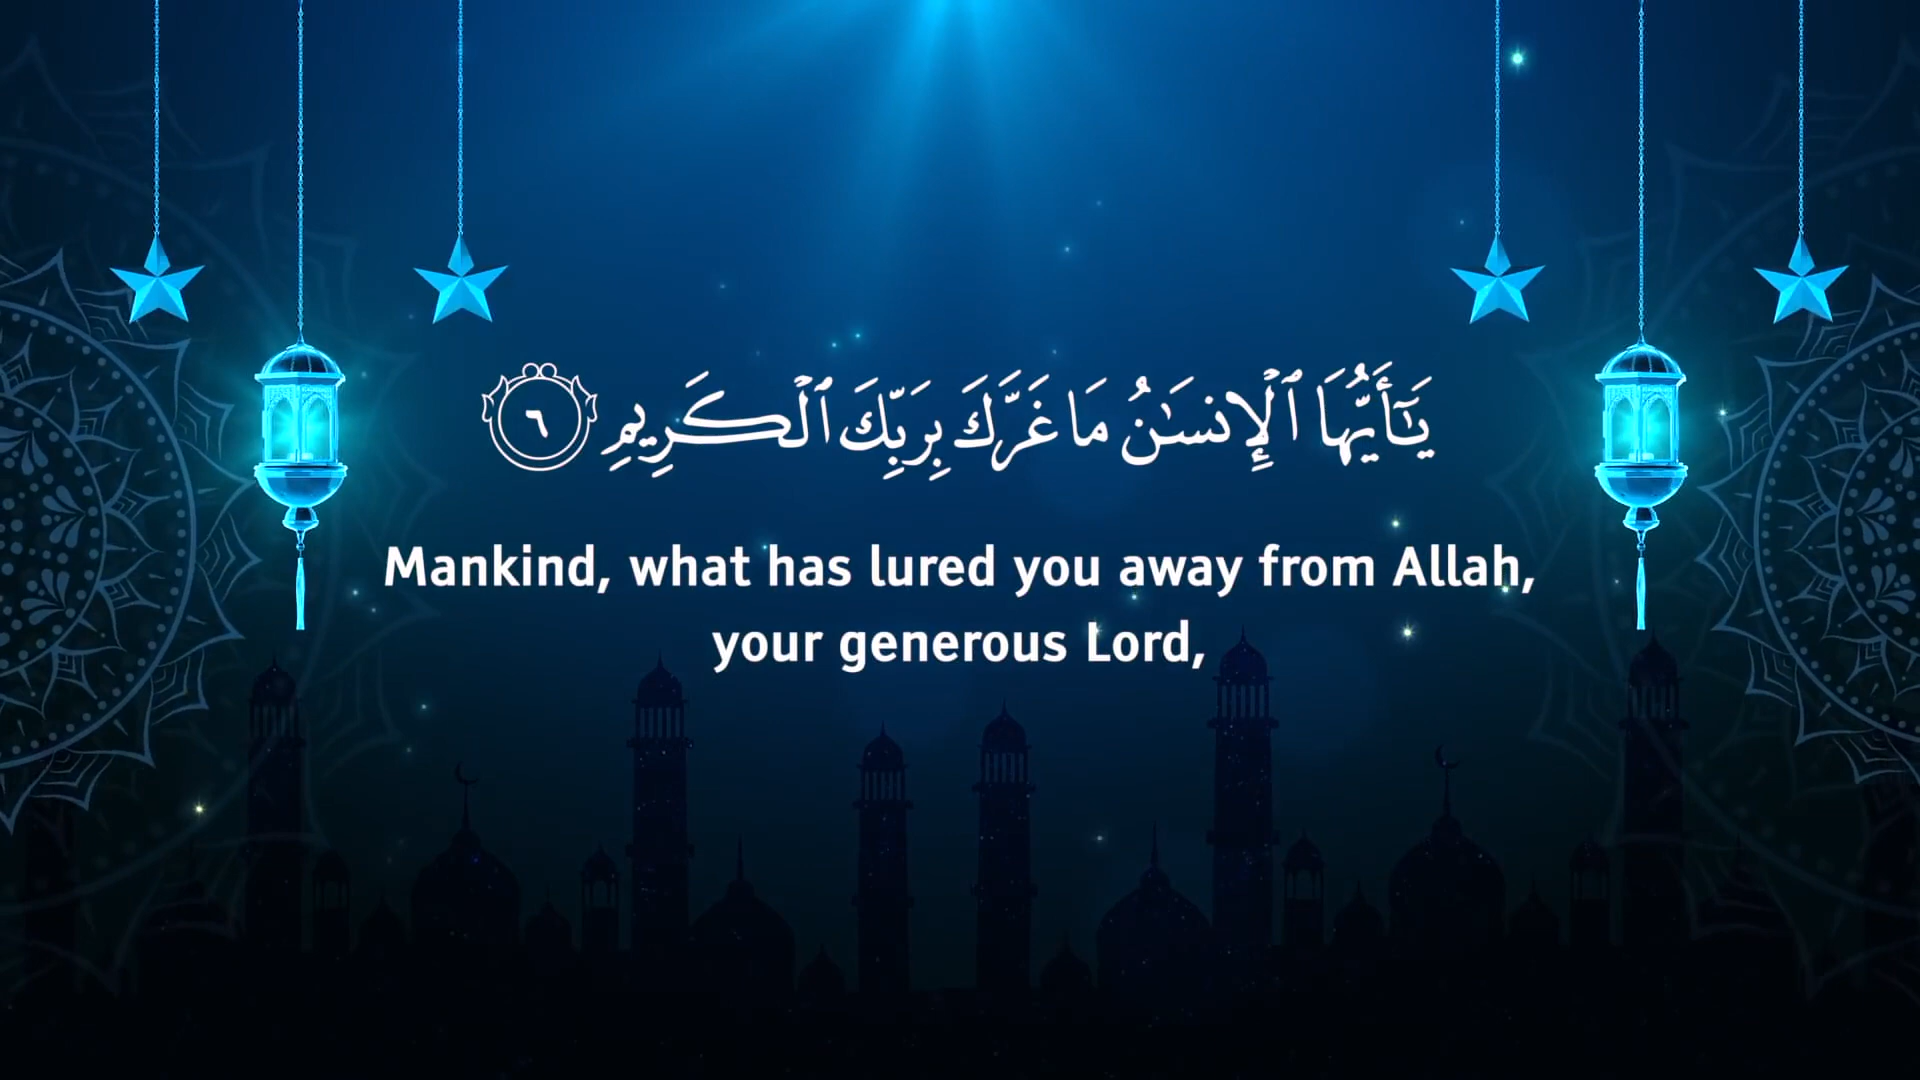 يَٰٓأَيُّهَا ٱلْإِنسَٰنُ مَا غَرَّكَ بِرَبِّكَ ٱلْكَرِيمِ ٦
Mankind, what has lured you away from Allah,
your generous Lord,